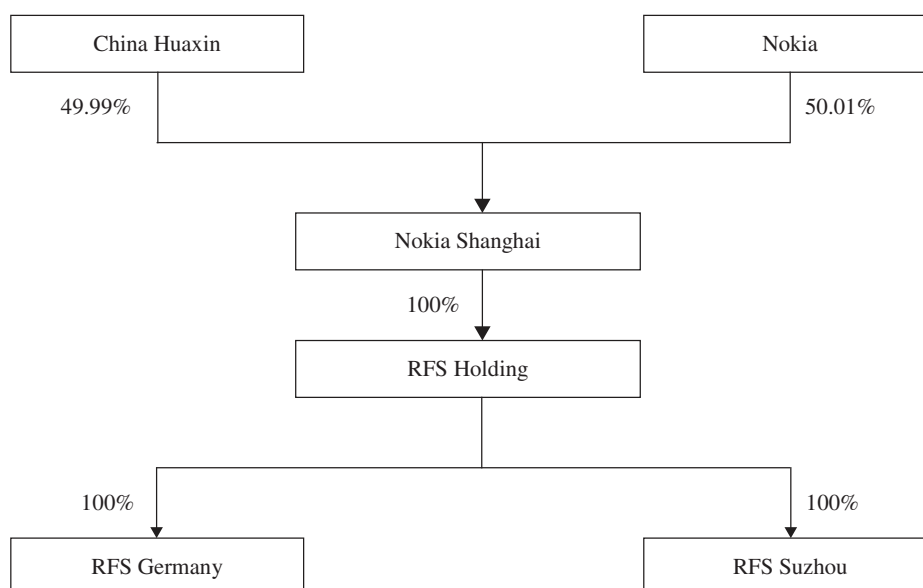 China Huaxin
Nokia
49.99%
50.01%
Nokia Shanghai
100%
RFS Holding
100%
100%
RFS Germany
RFS Suzhou